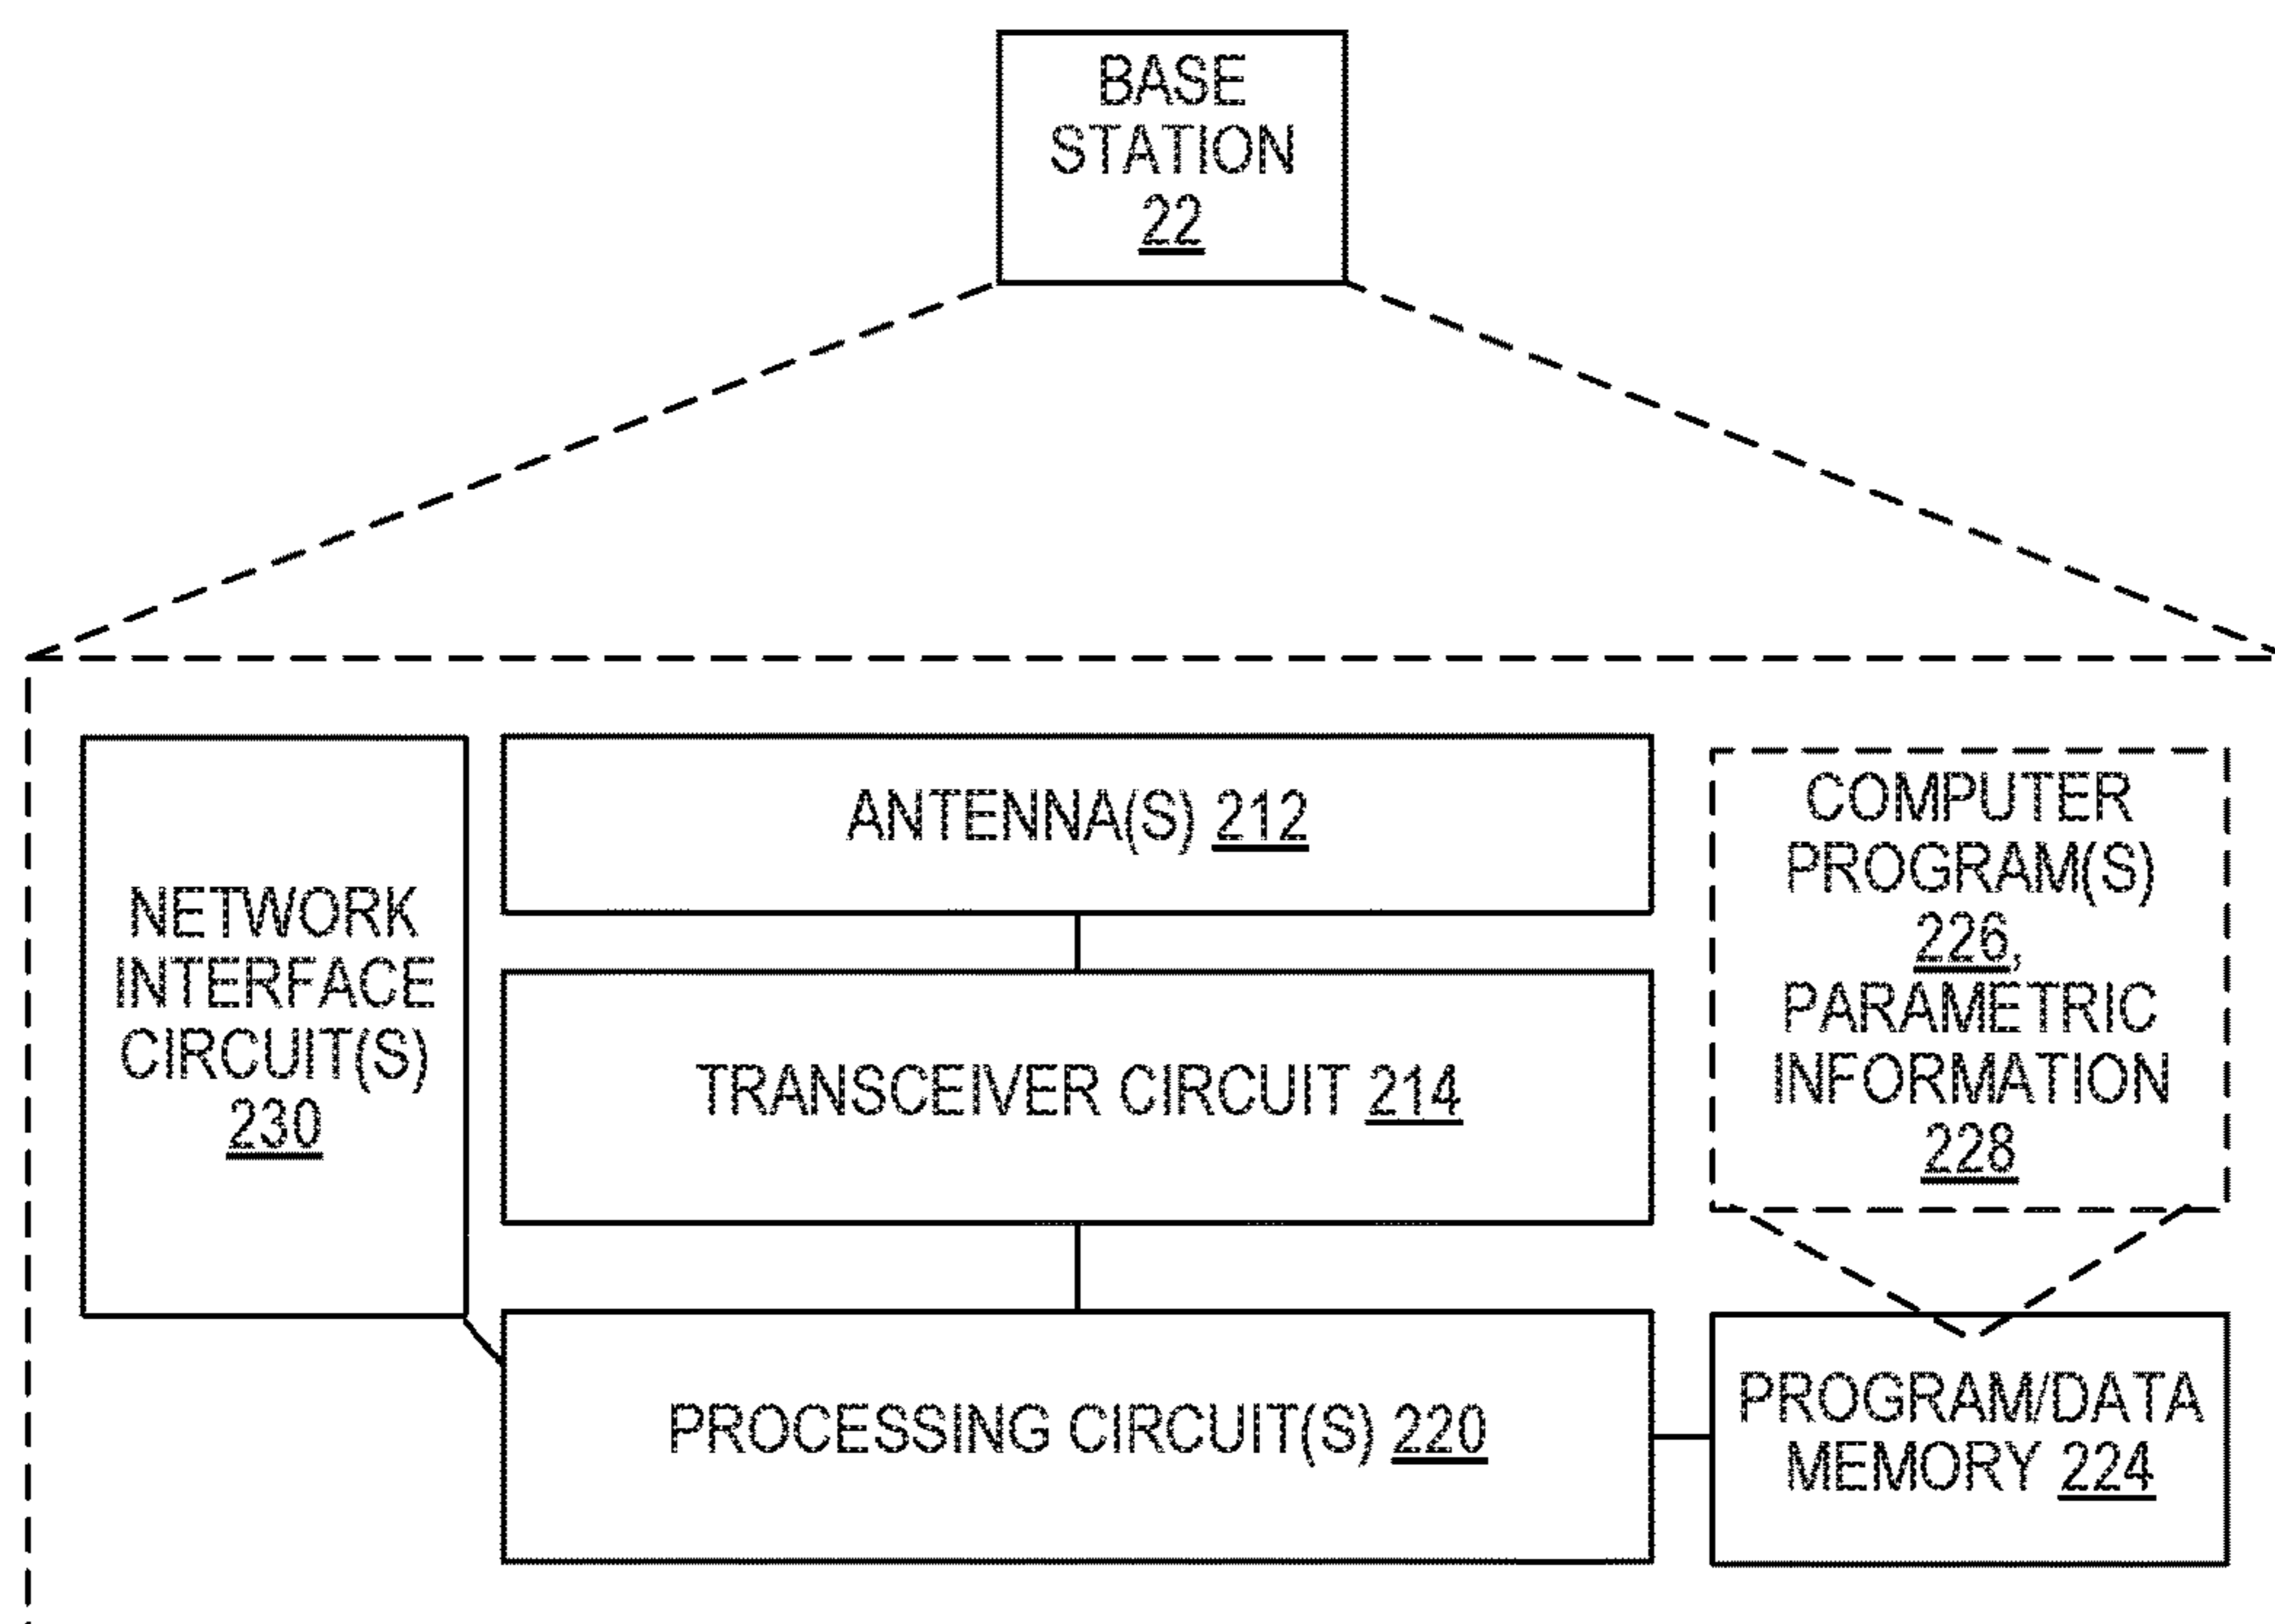 BASE
STATION
22
NETWORK
INTERFACE
CIRCUIT(S)
230
ANTENNA(S) 212
TRANSCEIVER CIRCUIT 214
PROCESSING CIRCUIT(S) 220
COMPUTER
PROGRAM(S)
226,
PARAMETRIC
INFORMATION
228
PROGRAM/DATA
MEMORY 224